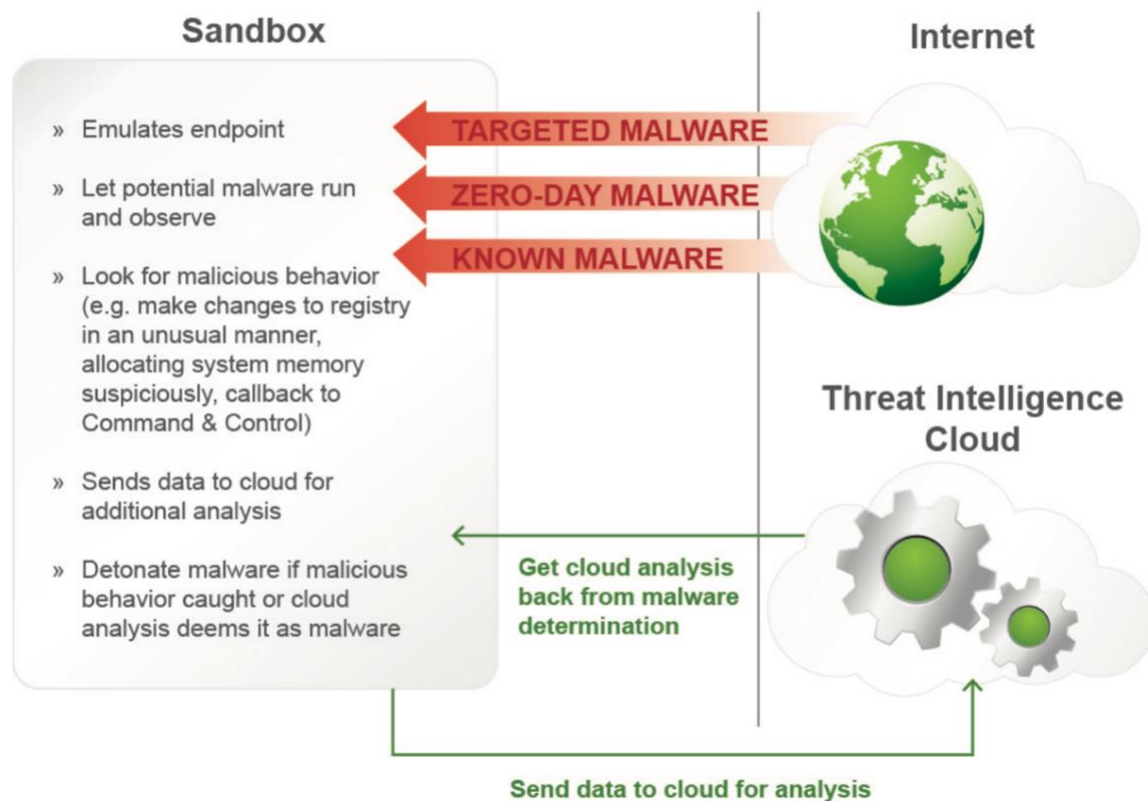 Sandbox
Internet
» Emulates endpoint
» Let potential malware run
and observe
» Look for malicious behavior
(e.g. make changes to registry
in an unusual manner,
allocating system memory
suspiciously, callback to
Command & Control)
» Sends data to cloud for
additional analysis
» Detonate malware if malicious
behavior caught or cloud
analysis deems it as malware
TARGETED MALWARE
ZERO-DAY MALWARE
KNOWN MALWARE
Threat Intelligence
Cloud
Get cloud analysis
back from malware
determination
Send data to cloud for analysis